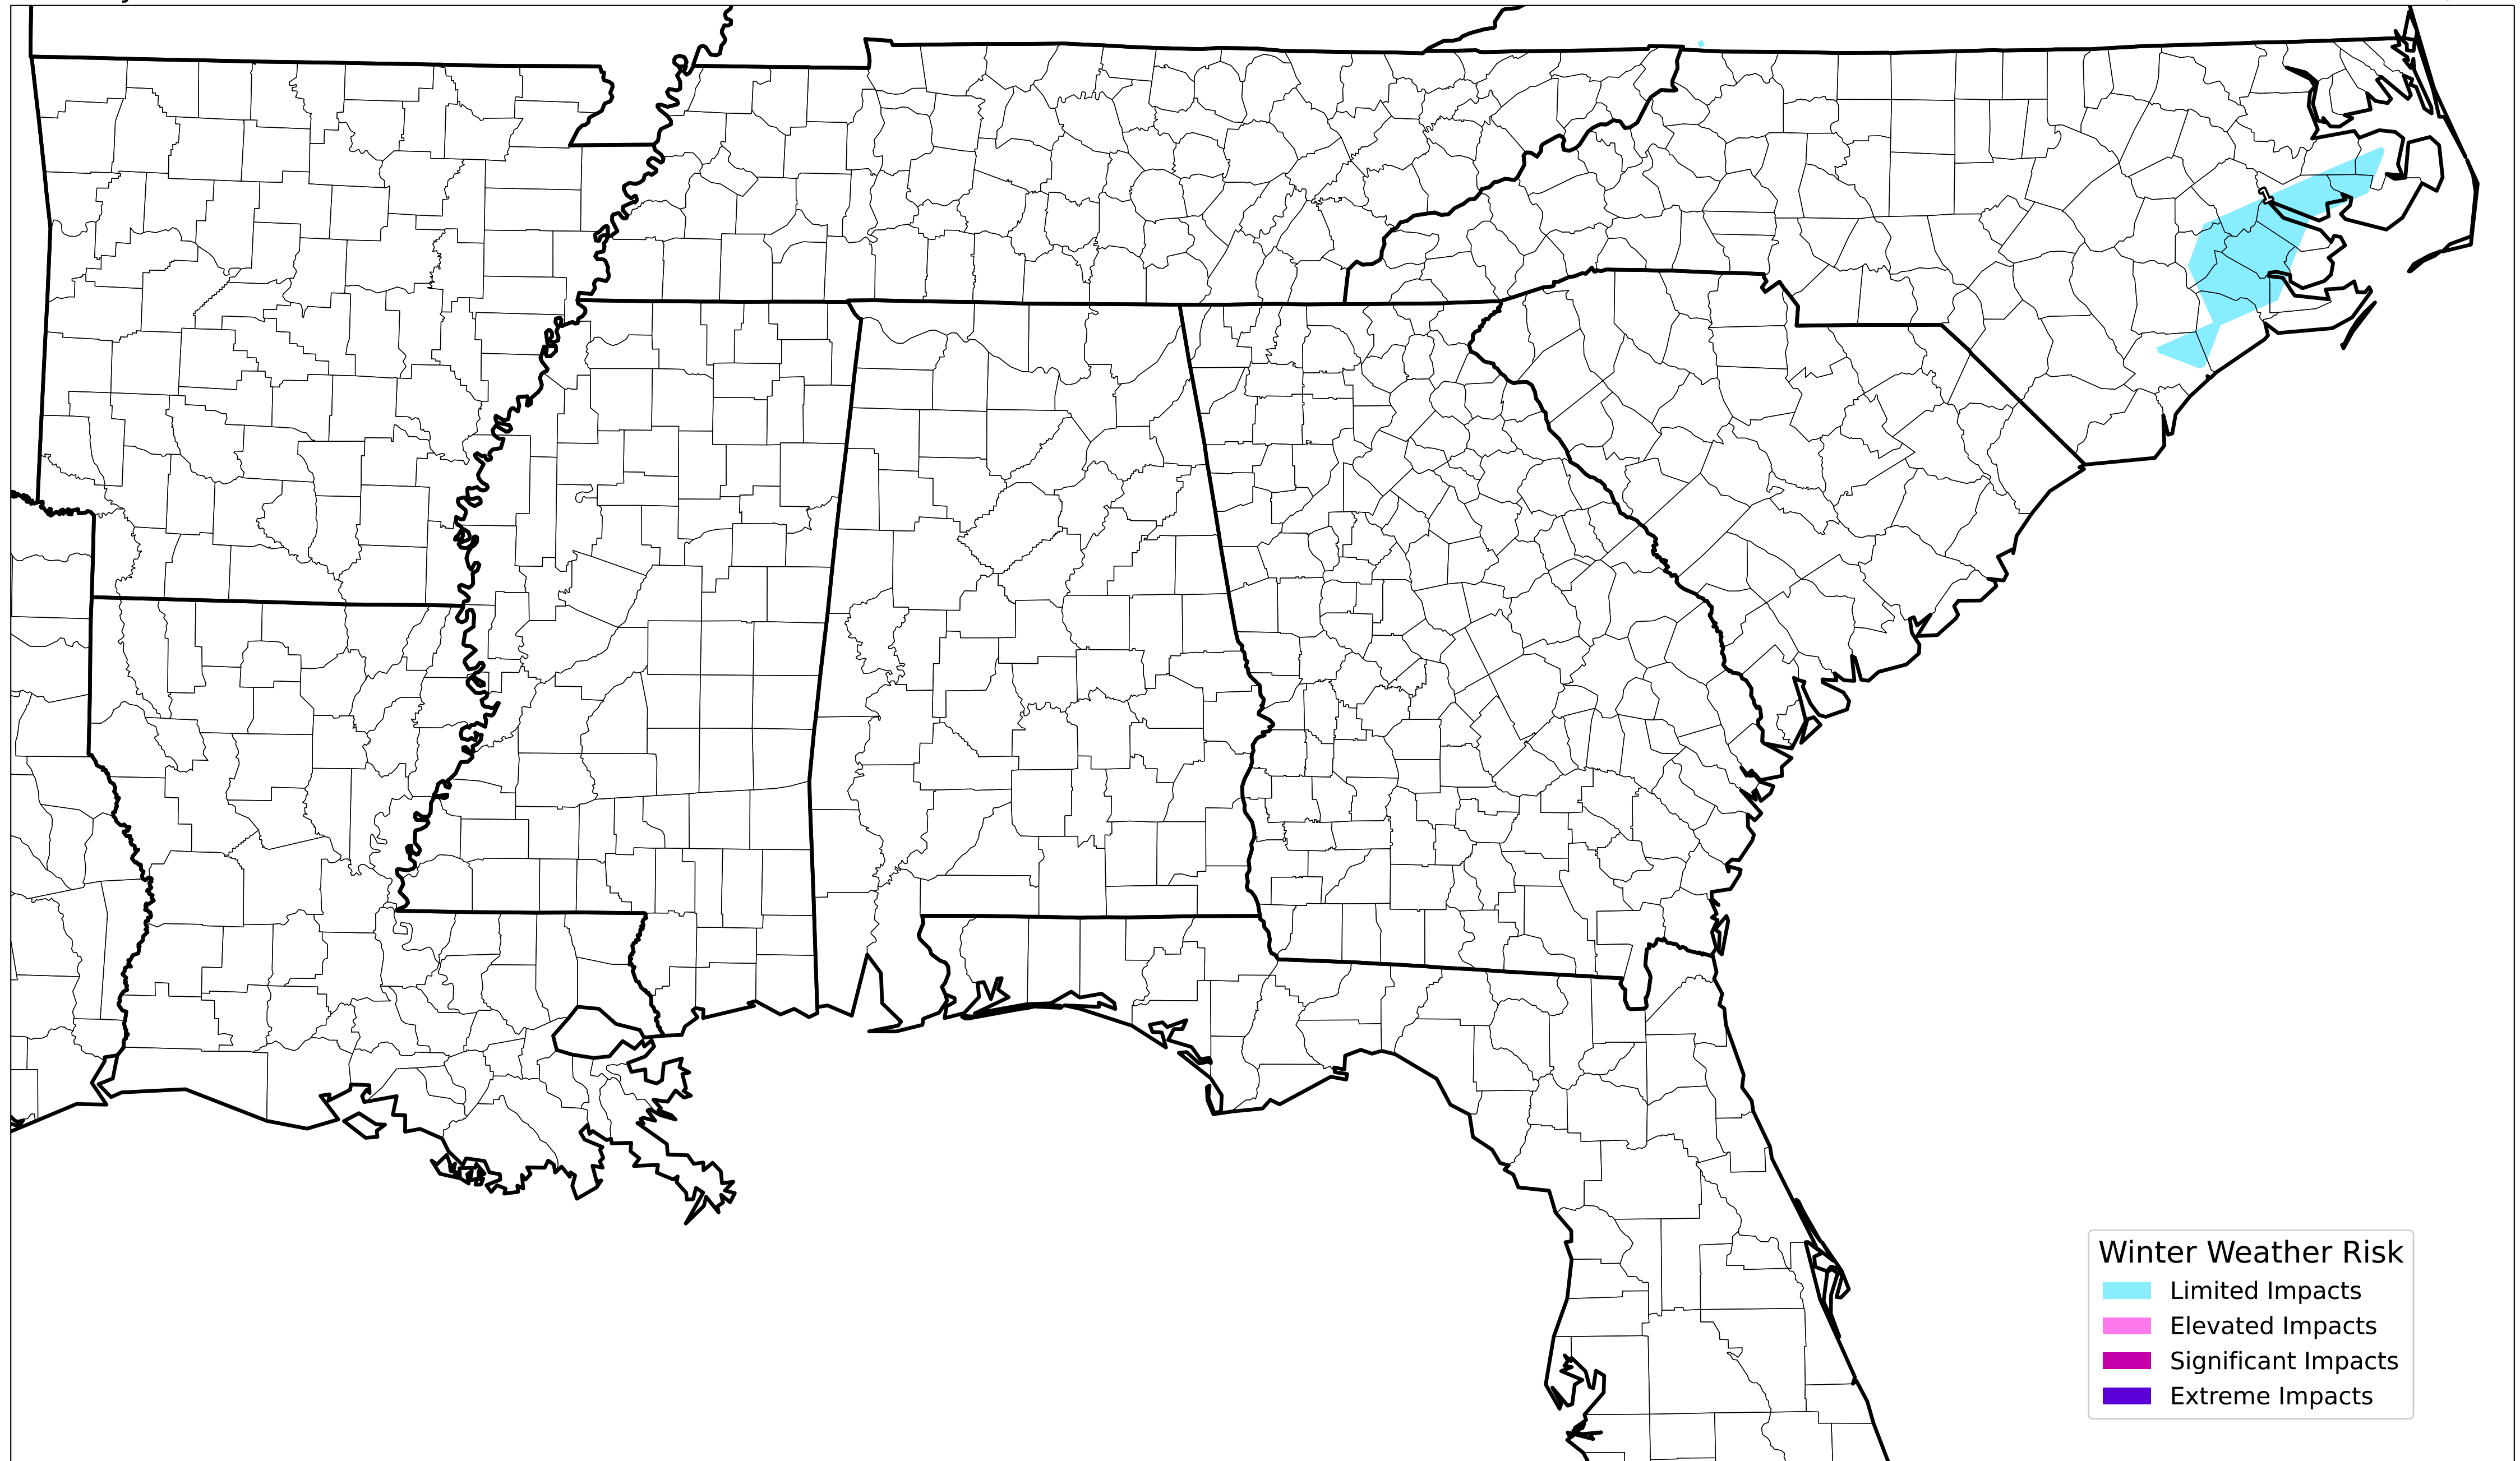 Winter Weather Risk
Limited Impacts
Elevated Impacts
Significant Impacts
Extreme Impacts